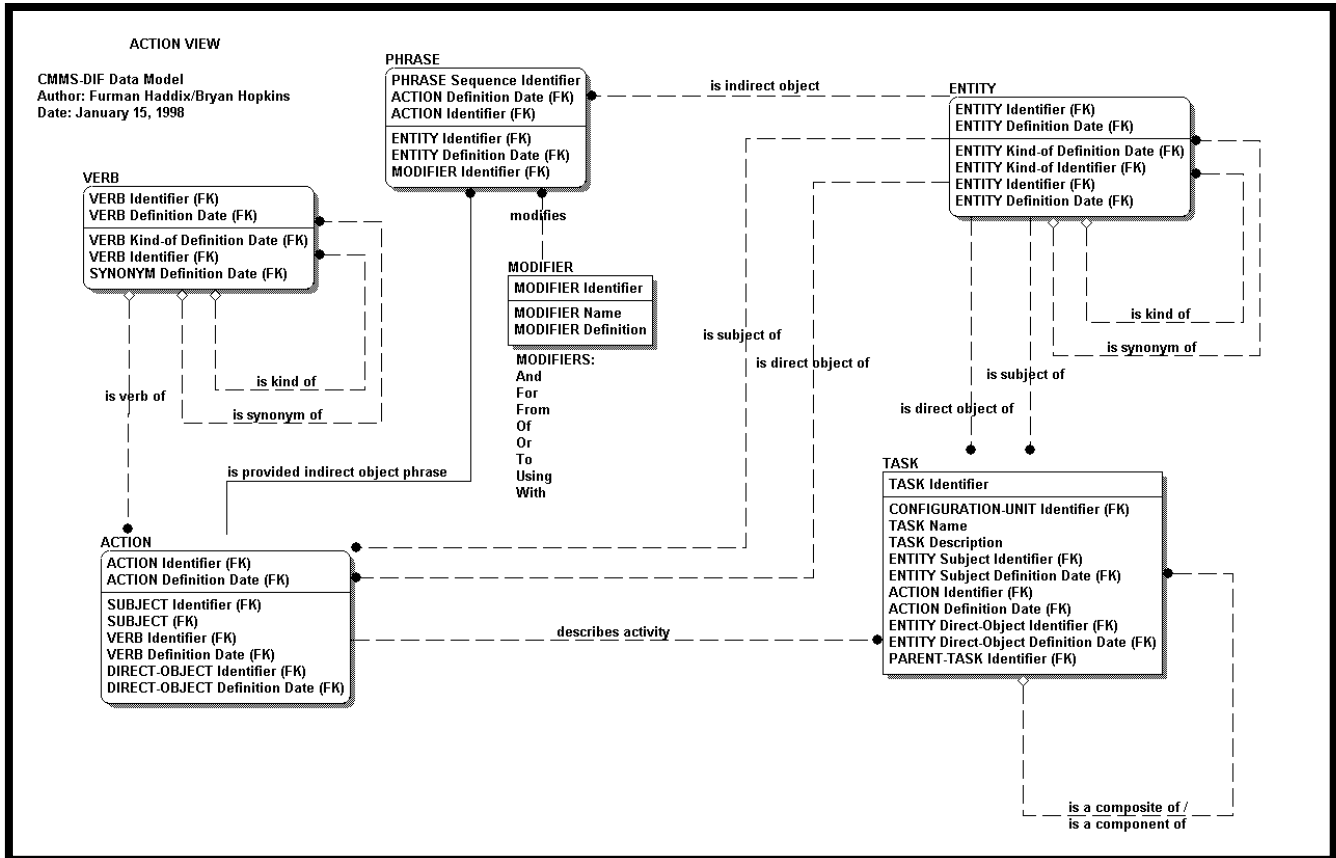 ACTION VIEW
CMMS-DIF Data Model
Author: Furman Haddix/Bryan Hopkins
Date: January 15, 1998
PHRASE
PHRASE Sequence Identifier
ACTION Definition Date (FK)
ACTION Identifier (FK)
ENTITY Identifier (FK)
ENTITY Definition Date (FK)
MODIFIER Identifier (FK)
is indirect object
ENTITY
ENTITY Identifier (FK)
ENTITY Definition Date (FK)
ENTITY Kind-of Definition Date (FK)
ENTITY Kind-of Identifier (FK)
ENTITY Identifier (FK)
ENTITY Definition Date (FK)
VERB
VERB Identifier (FK)
VERB Definition Date (FK)
VERB Kind-of Definition Date (FK)
VERB Identifier (FK)
SYNONYM Definition Date (FK)
modifies
MODIFIER
MODIFIER Identifier
MODIFIER Name
MODIFIER Definition
MODIFIERS:
And
For
From
Of
Or
To
Using
With
is kind of
is synonym of
is subject of
is direct object of
is subject of
is direct object of
is verb of
is kind of
is synonym of
is provided indirect object phrase
ACTION
ACTION Identifier (FK)
ACTION Definition Date (FK)
SUBJECT Identifier (FK)
SUBJECT (FK)
VERB Identifier (FK)
VERB Definition Date (FK)
DIRECT-OBJECT Identifier (FK)
DIRECT-OBJECT Definition Date (FK)
describes activity
TASK
TASK Identifier
CONFIGURATION-UNIT Identifier (FK)
TASK Name
TASK Description
ENTITY Subject Identifier (FK)
ENTITY Subject Definition Date (FK)
ACTION Identifier (FK)
ACTION Definition Date (FK)
ENTITY Direct-Object Identifier (FK)
ENTITY Direct-Object Definition Date (FK)
PARENT-TASK Identifier (FK)
is a composite of /
is a component of